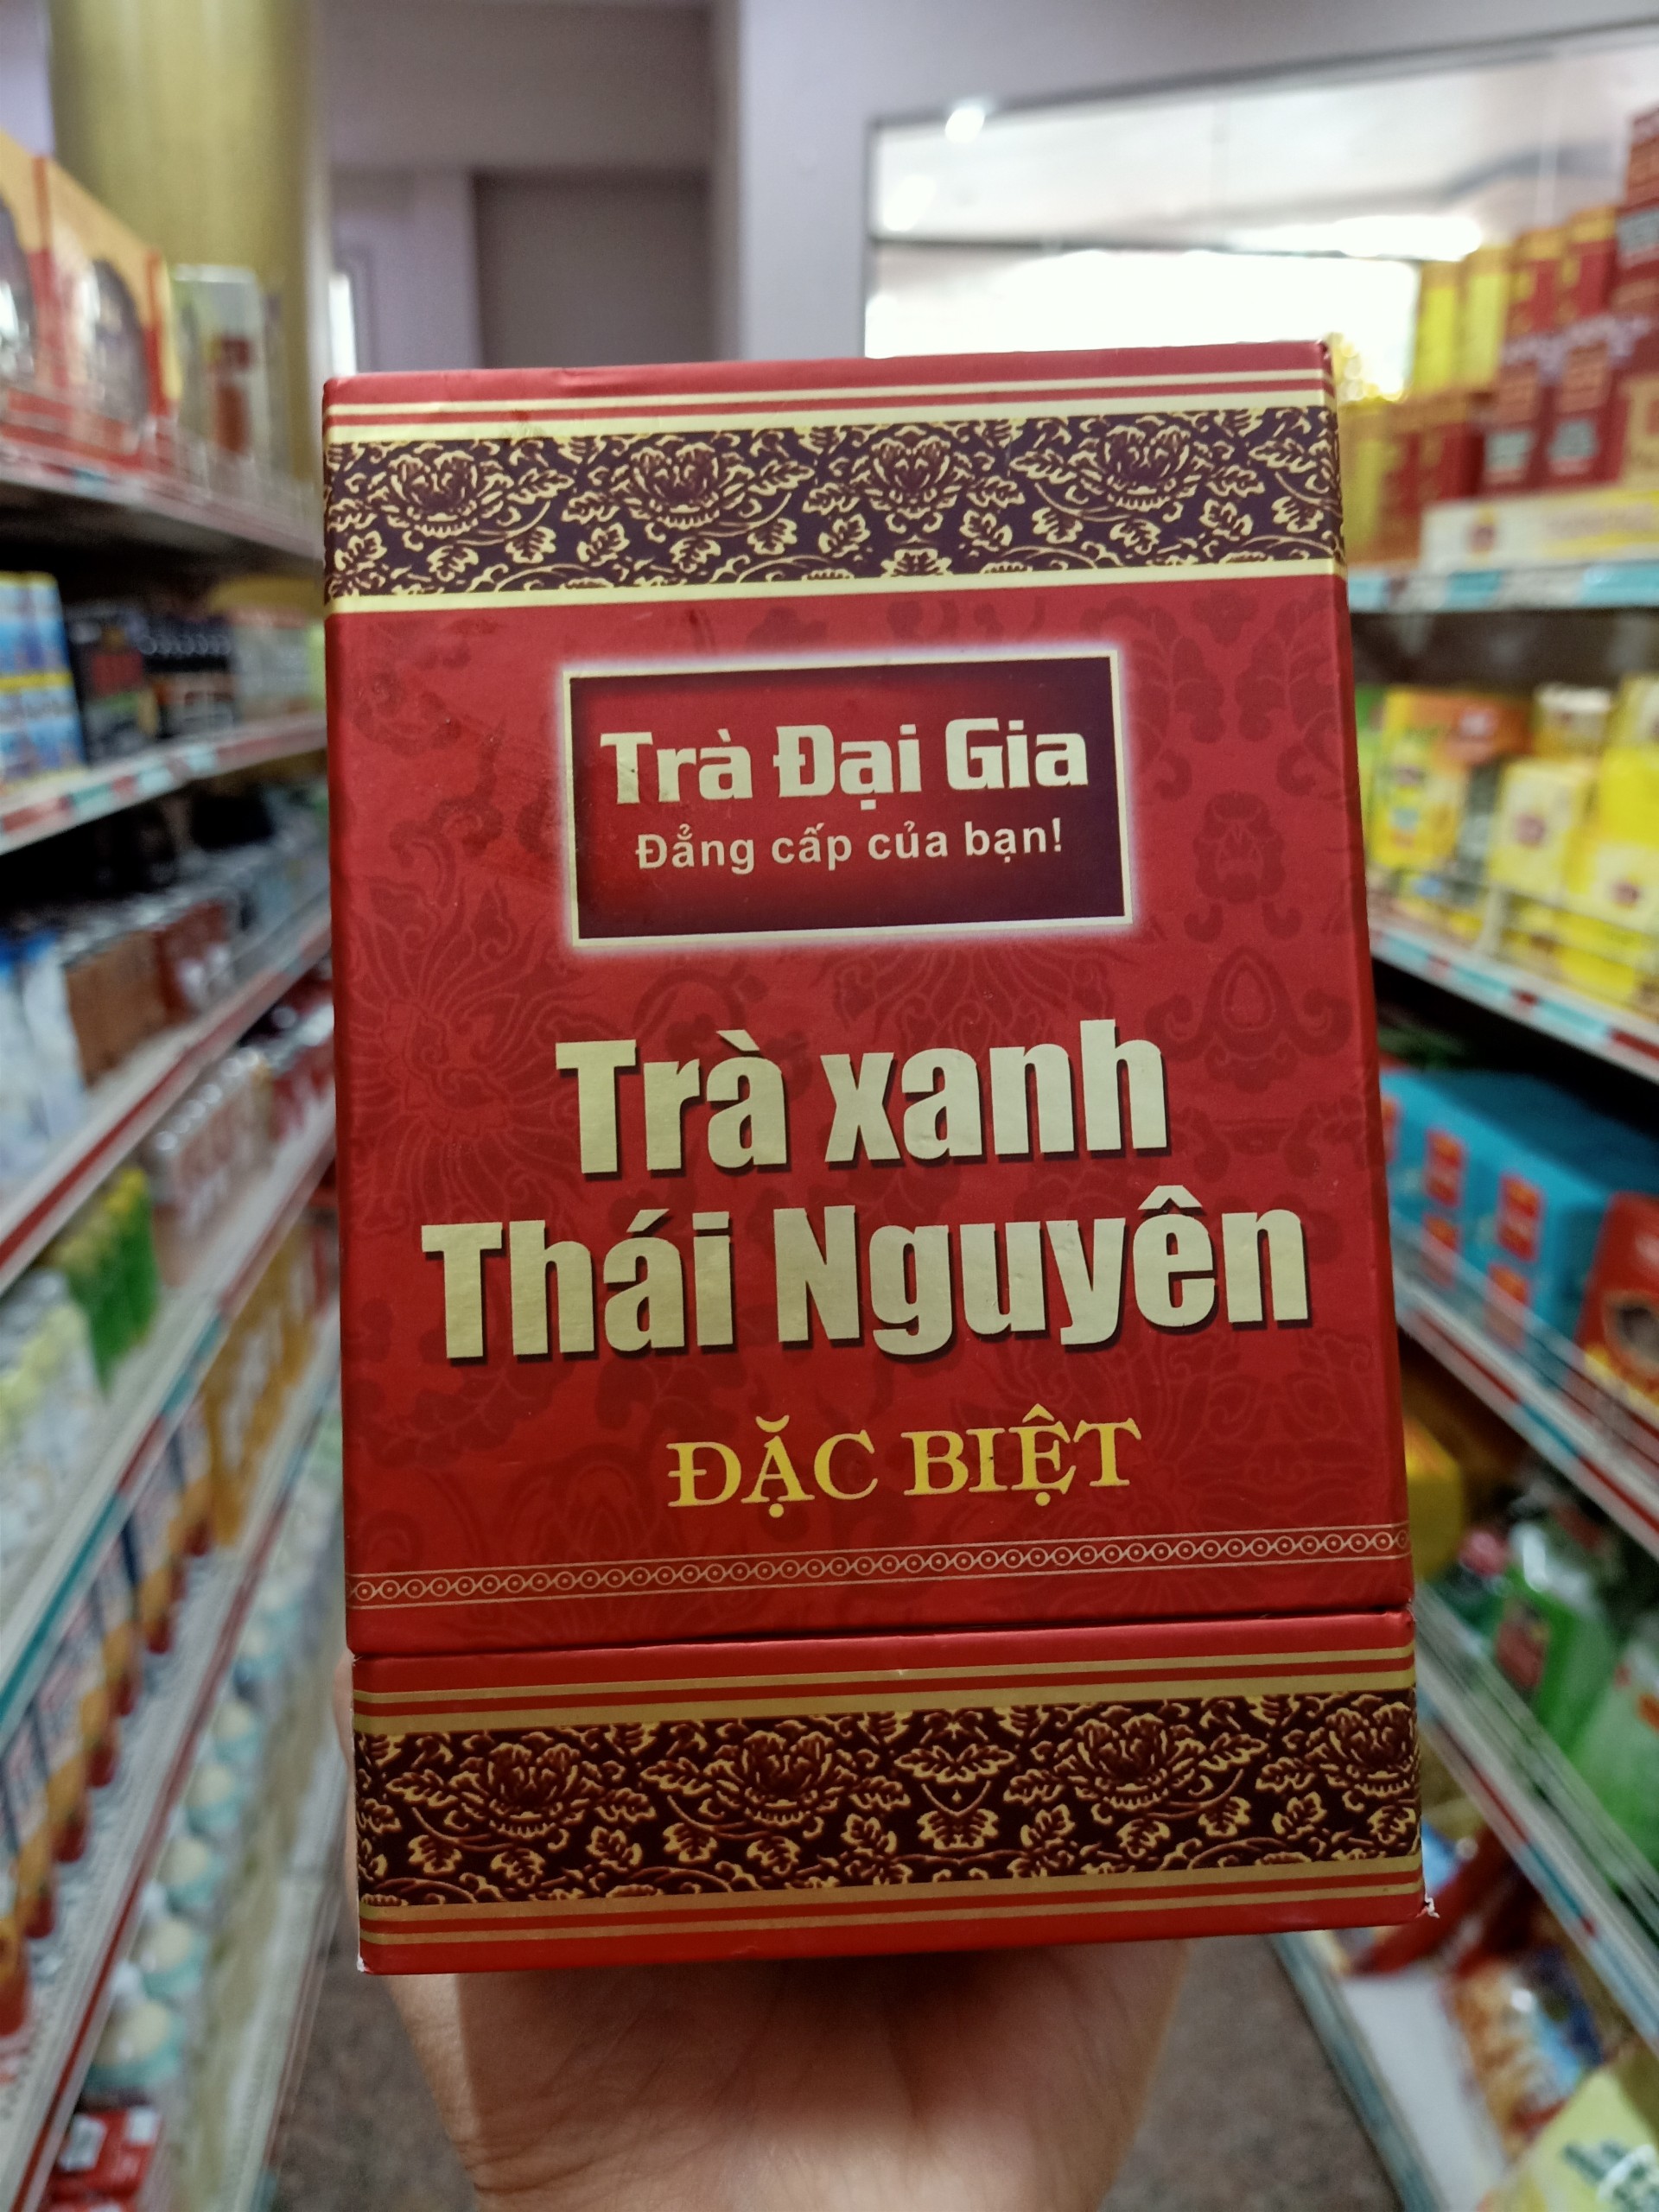 Trà Đại Gia
Đẳng cấp của bạn!
Trà xanh
Thái Nguyên
ĐẶC BIỆT